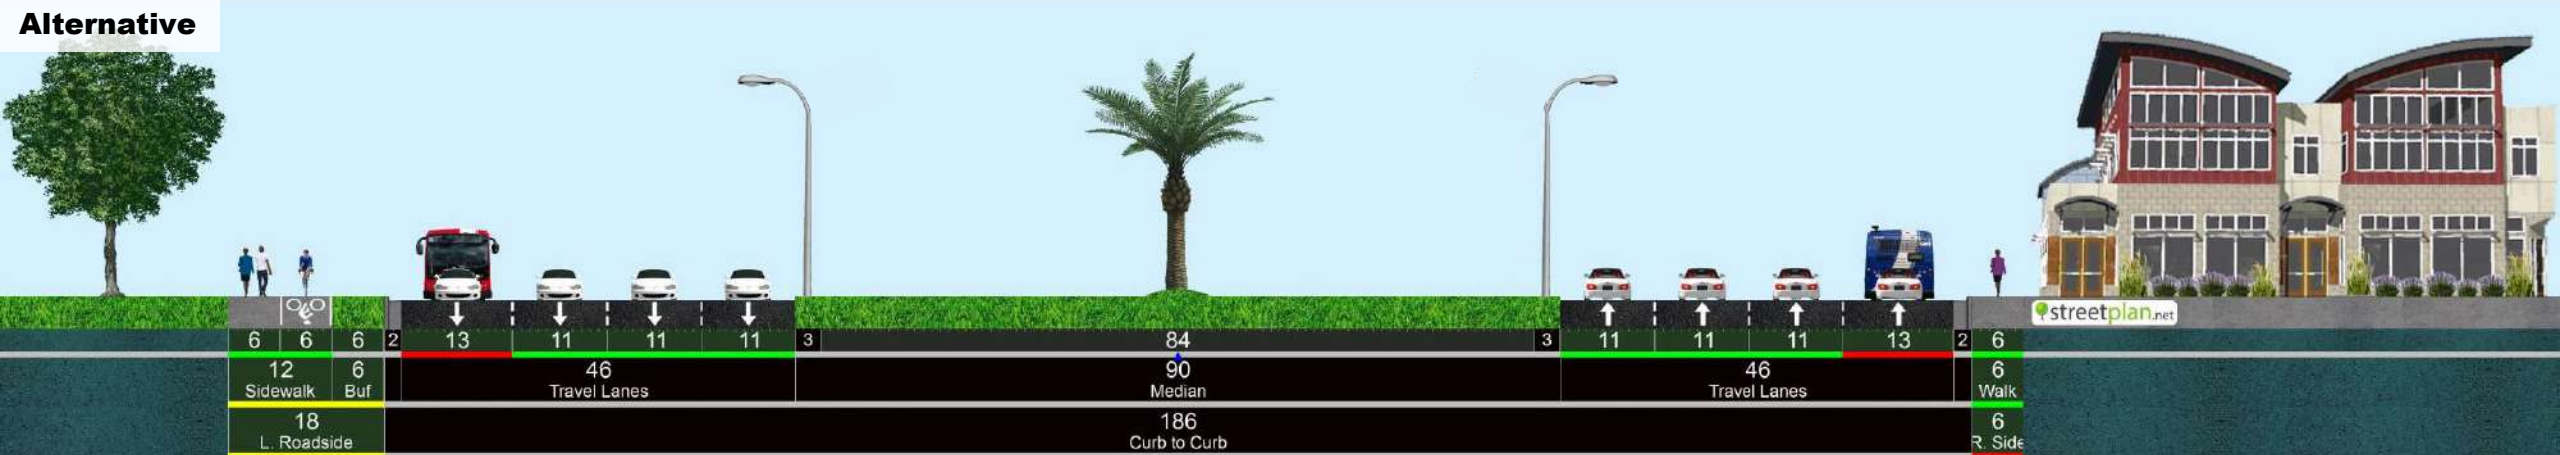 Alternative
streetplan.net
6 6 6 2 13 11 11 11 3 84 3 11 11 11 13 2 6
12 6 46 90 46 6
Sidewalk Buf Travel Lanes Median Travel Lanes Walk
18 186 6
L. Roadside Curb to Curb R. Side